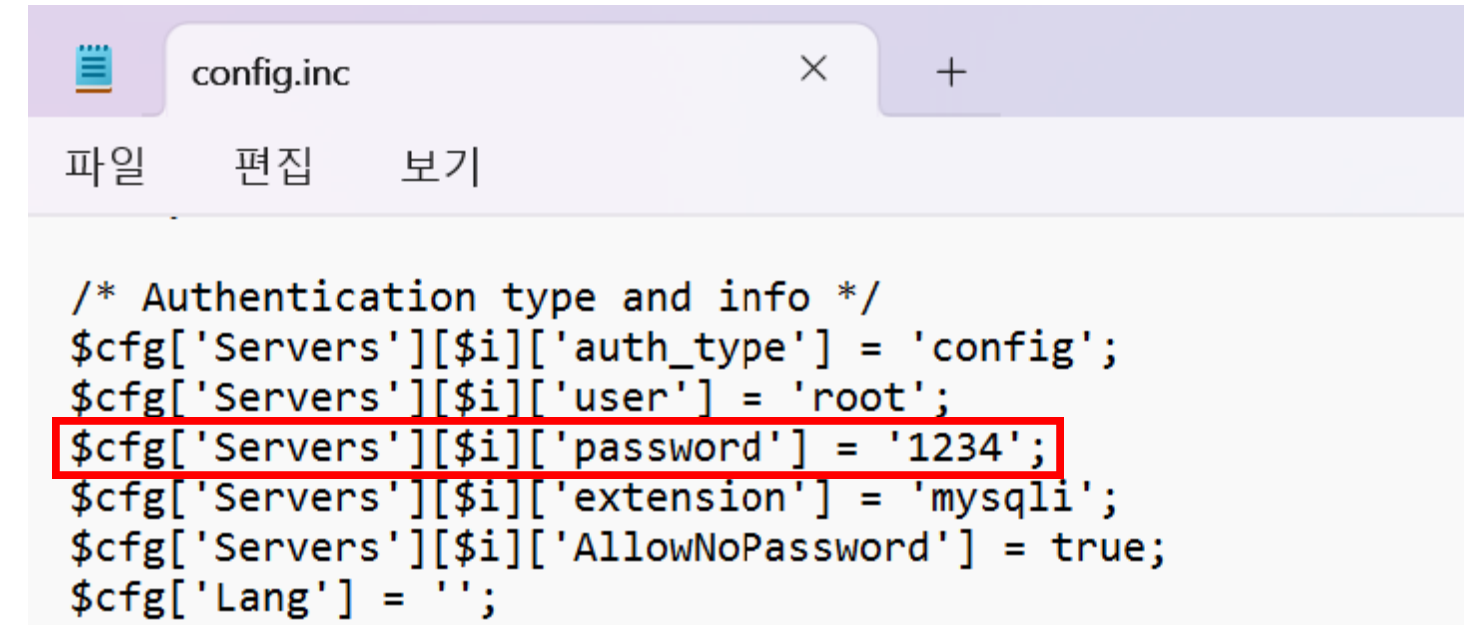 config.inc
파일 편집 보기
/* Authentication type and info */
$cfg['Servers'][$i]['auth_type'] = 'config';
$cfg['Servers'][$i]['user'] = 'root';
$cfg['Servers'][$i]['password'] = '1234';
$cfg['Servers'][$i]['extension'] = 'mysqli';
$cfg['Servers'][$i]['AllowNoPassword'] = true;
$cfg['Lang'] = '';